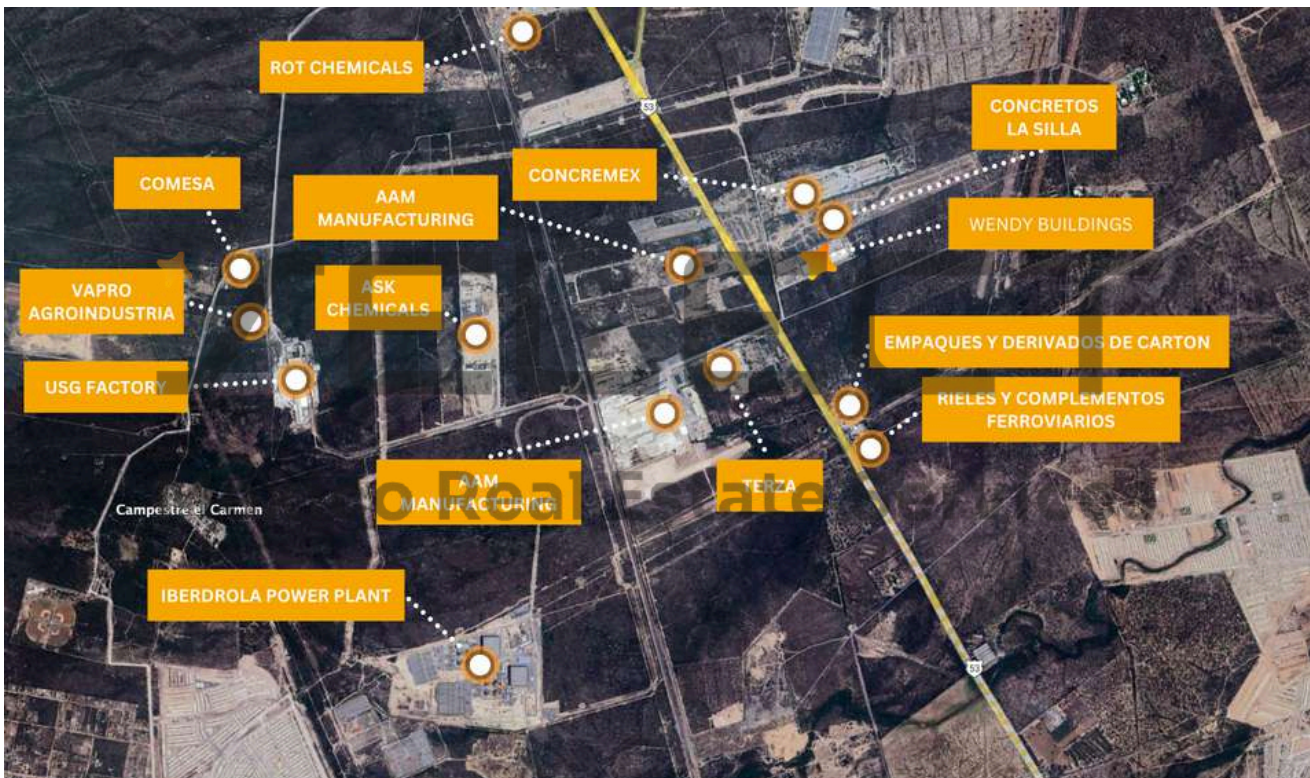 ROT CHEMICALS
53
CONCRETOS
LA SILLA
COMESA
AAM
MANUFACTURING
CONCREMEX
WENDY BUILDINGS
VAPRO
AGROINDUSTRIA
ASK
CHEMICALS
EMPAQUES Y DERIVADOS DE CARTON
USG FACTORY
RIELES Y COMPLEMENTOS
FERROVIARIOS
AAM
MANUFACTURING
TERZA
Campestre el Carmen
IBERDROLA POWER PLANT
53